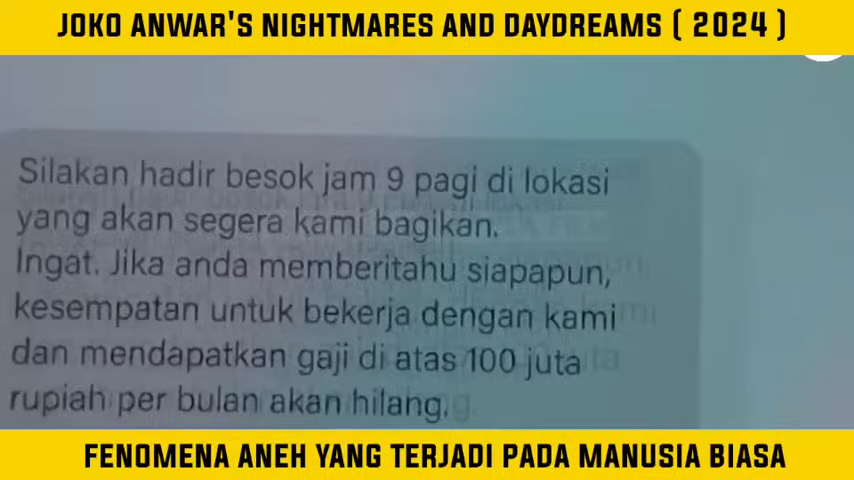 JOKO ANWAR'S NIGHTMARES AND DAYDREAMS ( 2024 )
Silakan hadir besok jam 9 pagi di lokasi
yang akan segera kami bagikan.
Ingat. Jika anda memberitahu siapapun,
kesempatan untuk bekerja dengan kami
dan mendapatkan gaji di atas 100 juta
rupiah per bulan akan hilang.
FENOMENA ANEH YANG TERJADI PADA MANUSIA BIASA